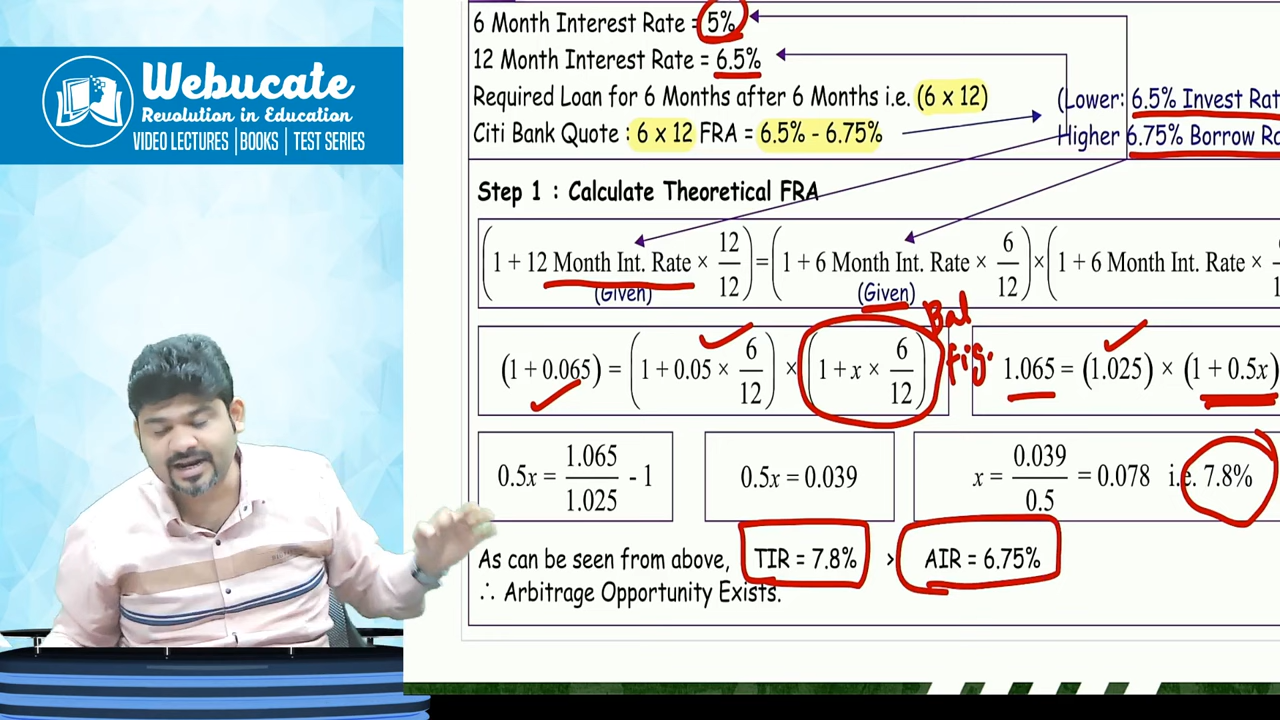 Webucate
Revolution in Education
VIDEO LECTURES | BOOKS | TEST SERIES
6 Month Interest Rate = 5%
12 Month Interest Rate = 6.5%
Required Loan for 6 Months after 6 Months i.e. (6 x 12)
Citi Bank Quote : 6 x 12 FRA = 6.5% - 6.75%
(Lower: 6.5% Invest
Higher 6.75% Borrow
Step 1 : Calculate Theoretical FRA
(1 + 12 Month Int. Rate × 12/12) = (1 + 6 Month Int. Rate × 6/12) × (1 + 6 Month Int. Rate ×
(Given) (Given)
Bal
fig.
(1 + 0.065) = (1 + 0.05 × 6/12) × (1 + x × 6/12)
1.065 = (1.025) × (1 + 0.5x)
0.5x = 1.065/1.025 - 1
0.5x = 0.039
x = 0.039/0.5 = 0.078 i.e. 7.8%
As can be seen from above, TIR = 7.8% > AIR = 6.75%
∴ Arbitrage Opportunity Exists.